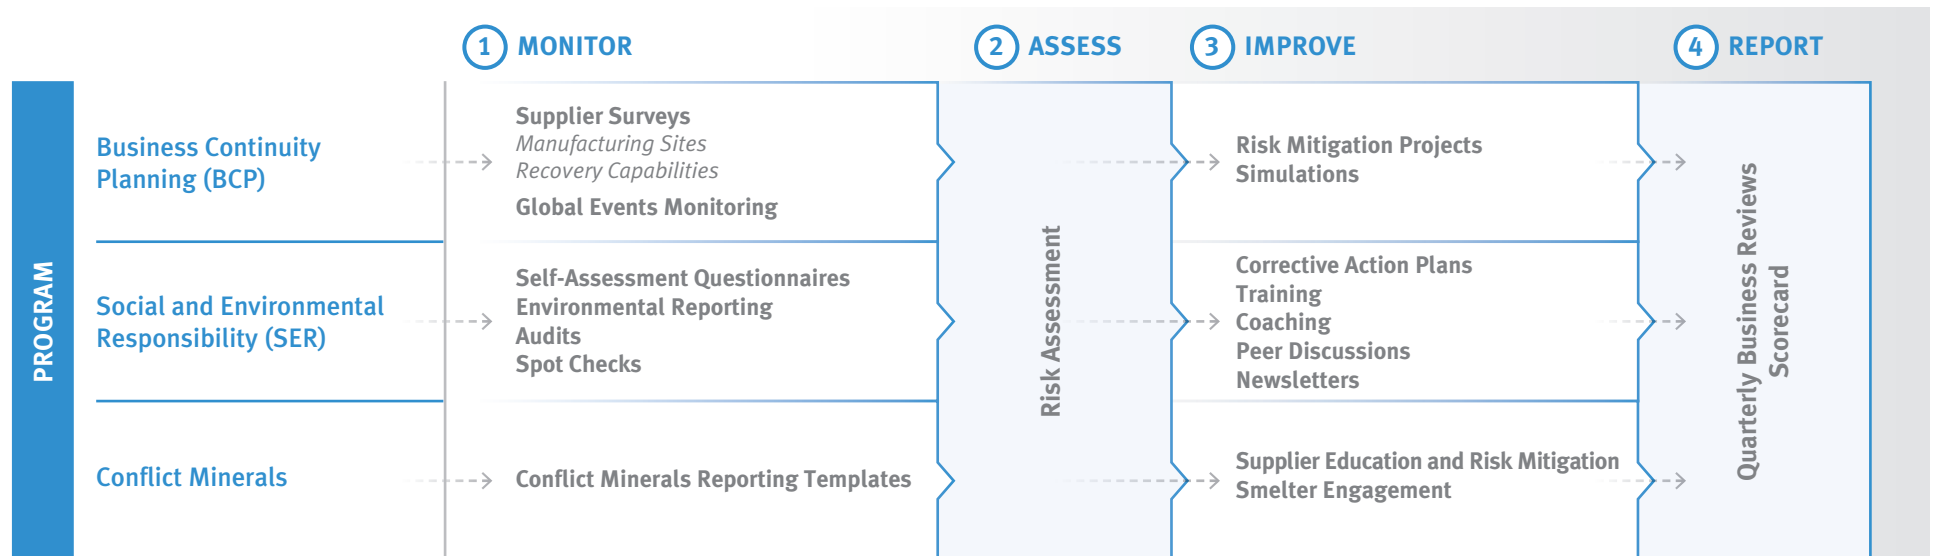 1 MONITOR
2 ASSESS
3 IMPROVE
4 REPORT
PROGRAM
Business Continuity
Planning (BCP)
Supplier Surveys
Manufacturing Sites
Recovery Capabilities
Global Events Monitoring
Risk Mitigation Projects
Simulations
Social and Environmental
Responsibility (SER)
Self-Assessment Questionnaires
Environmental Reporting
Audits
Spot Checks
Corrective Action Plans
Training
Coaching
Peer Discussions
Newsletters
Conflict Minerals
Conflict Minerals Reporting Templates
Supplier Education and Risk Mitigation
Smelter Engagement
Risk Assessment
Quarterly Business Reviews
Scorecard